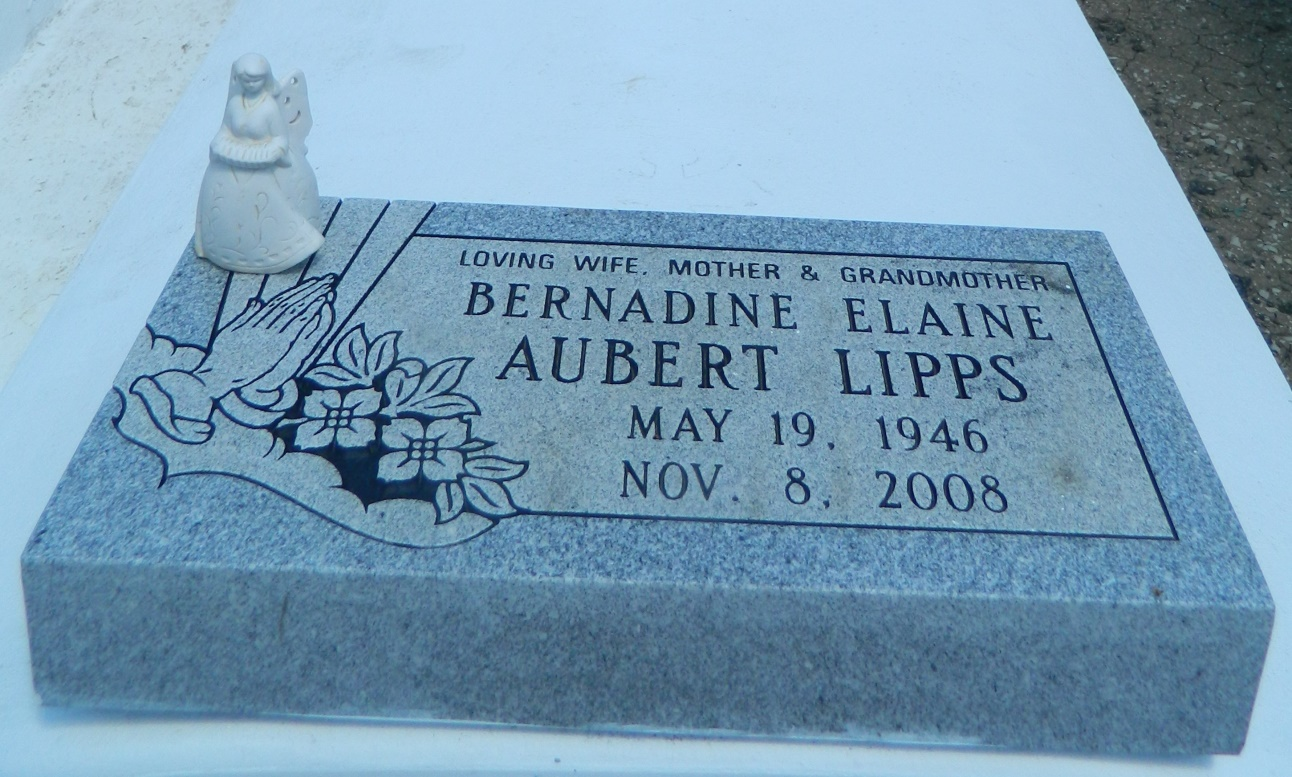 LOVING WIFE, MOTHER & GRANDMOTHER
BERNADINE ELAINE
AUBERT LIPPS
MAY 19, 1946
NOV. 8, 2008